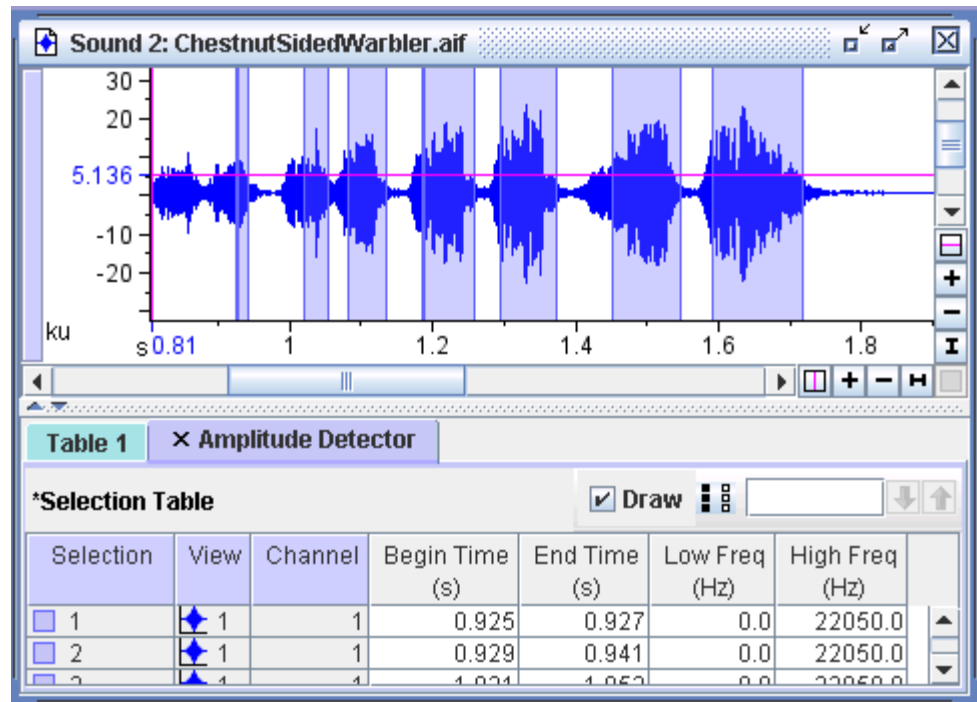 Sound 2: ChestnutSidedWarbler.aif
30
20
5.136
-10
-20
ku
s 0.81 1 1.2 1.4 1.6 1.8
Table 1 × Amplitude Detector
*Selection Table Draw
Selection View Channel Begin Time (s) End Time (s) Low Freq (Hz) High Freq (Hz)
1 1 1 0.925 0.927 0.0 22050.0
2 1 1 0.929 0.941 0.0 22050.0